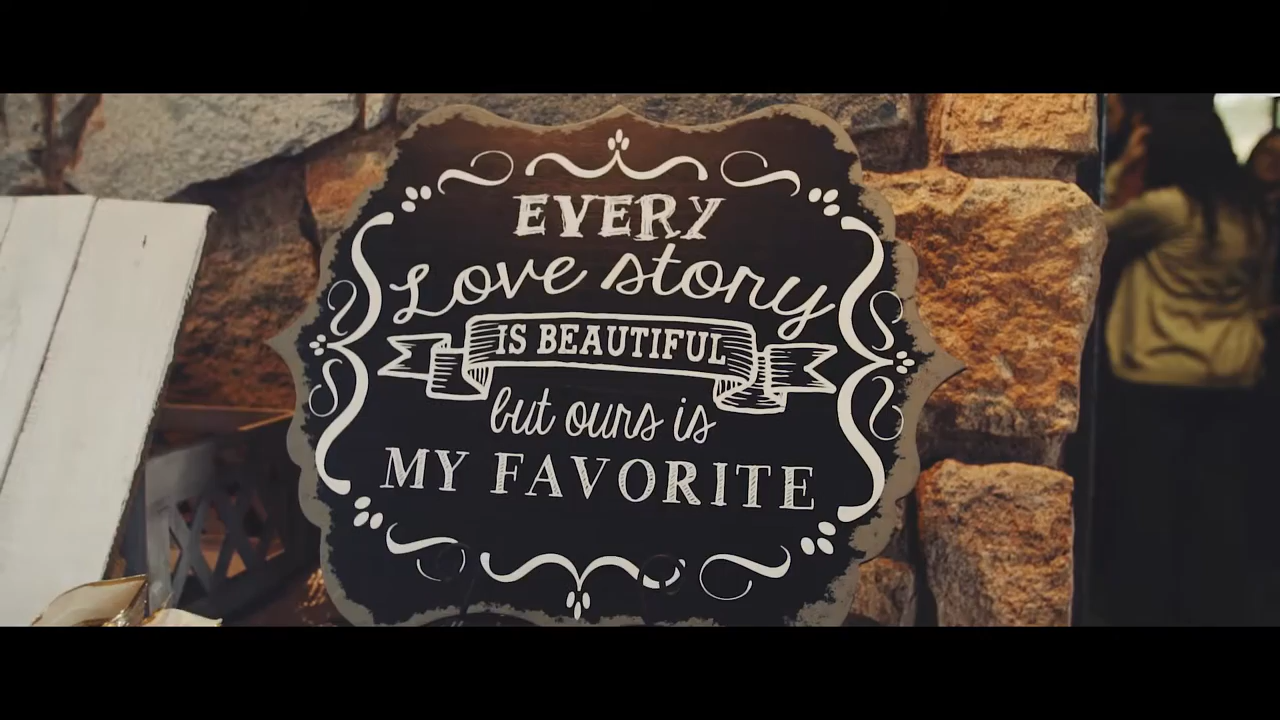 EVERY
Love story
IS BEAUTIFUL
but ours is
MY FAVORITE